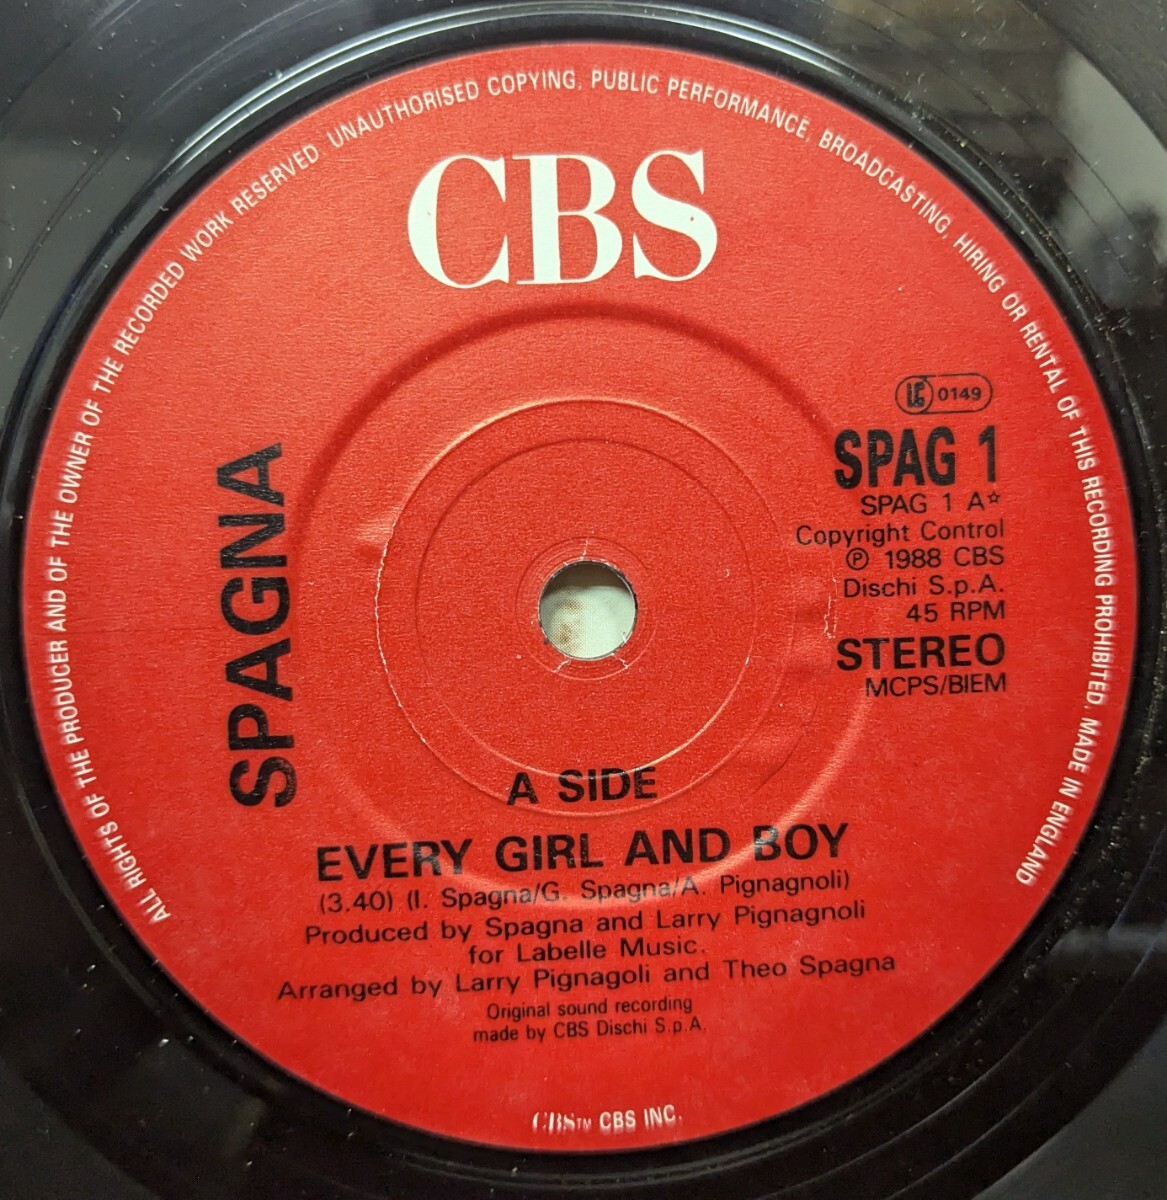 ALL RIGHTS OF THE PRODUCER AND OF THE OWNER OF THE RECORDED WORK RESERVED. UNAUTHORISED COPYING, PUBLIC PERFORMANCE, BROADCASTING, HIRING OR RENTAL OF THIS RECORDING PROHIBITED. MADE IN ENGLAND
CBS
LC 0149
SPAG 1
SPAG 1 A☆
Copyright Control
℗ 1988 CBS
Dischi S.p.A.
45 RPM
STEREO
MCPS/BIEM
SPAGNA
A SIDE
EVERY GIRL AND BOY
(3.40) (I. Spagna/G. Spagna/A. Pignagnoli)
Produced by Spagna and Larry Pignagnoli
for Labelle Music.
Arranged by Larry Pignagoli and Theo Spagna
Original sound recording
made by CBS Dischi S.p.A.
CBS™ CBS INC.